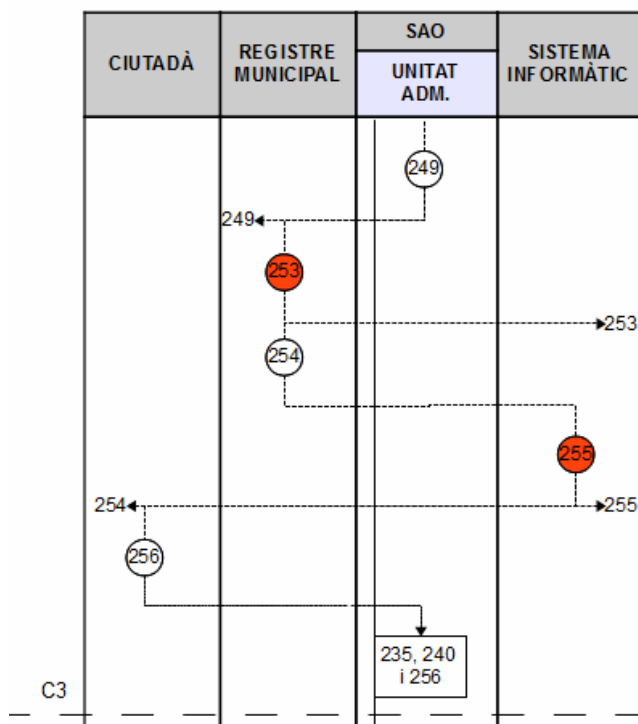 CIUTADÀ
REGISTRE
MUNICIPAL
SAO
UNITAT
ADM.
SISTEMA
INFORMÀTIC
249
249
253
253
254
255
254
255
256
235, 240
i 256
C3